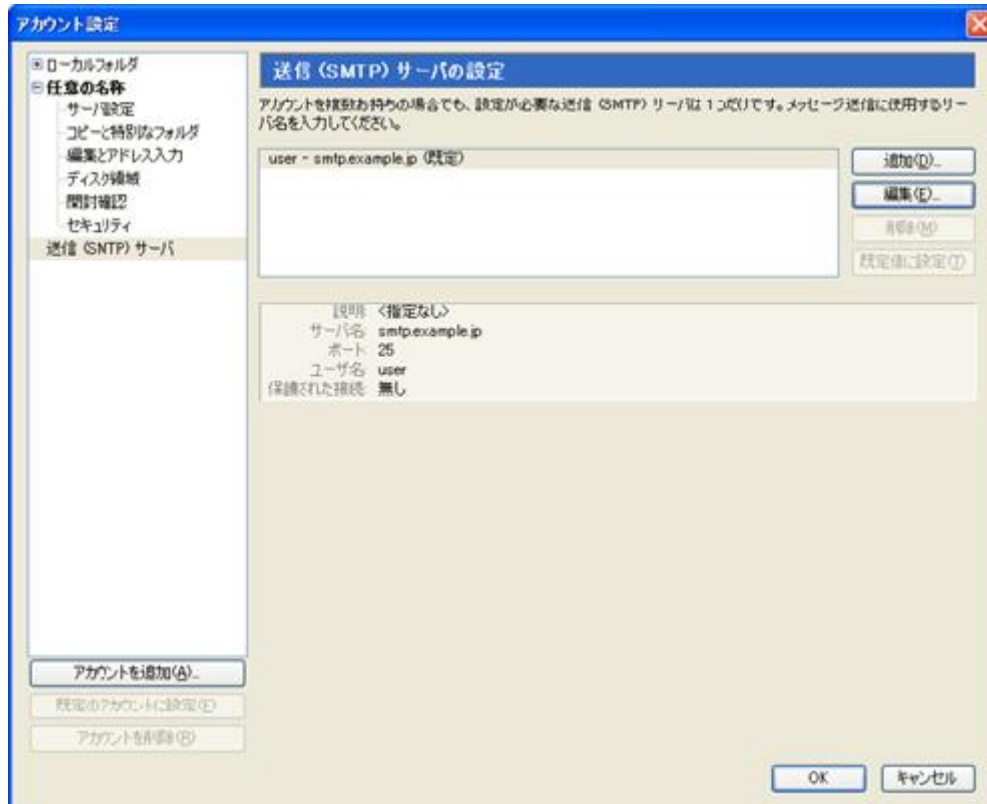 アカウント設定
ローカルフォルダ
任意の名称
サーバ設定
コピーと特別なフォルダ
編集とアドレス入力
ディスク領域
開封確認
セキュリティ
送信 (SMTP) サーバ
アカウントを追加(A)...
既定のアカウントに設定(F)
アカウントを削除(R)
送信 (SMTP) サーバの設定
アカウントを複数お持ちの場合でも、設定が必要な送信 (SMTP) サーバは 1 つだけです。メッセージ送信に使用するサー
バ名を入力してください。
user - smtp.example.jp (既定)
追加(D)...
編集(E)...
削除(M)
既定値に設定(T)
説明 <指定なし>
サーバ名 smtp.example.jp
ポート 25
ユーザ名 user
保護された接続 無し
OK
キャンセル